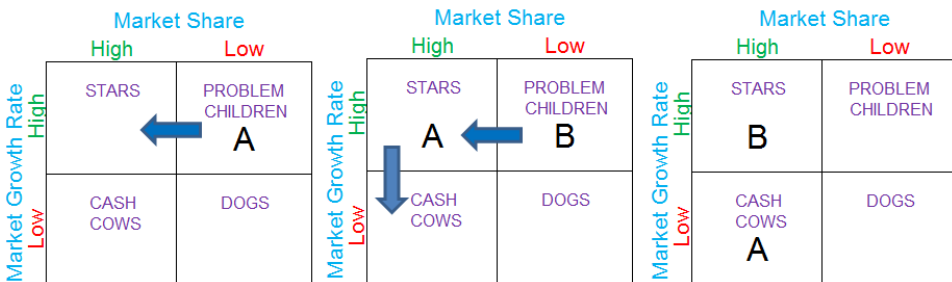 Market Share
High Low
Market Growth Rate
High
Low
STARS
PROBLEM
CHILDREN
A
CASH
COWS
DOGS
Market Share
High Low
Market Growth Rate
High
Low
STARS
PROBLEM
CHILDREN
A B
CASH
COWS
DOGS
Market Share
High Low
Market Growth Rate
High
Low
STARS
PROBLEM
CHILDREN
B
CASH
COWS
A
DOGS